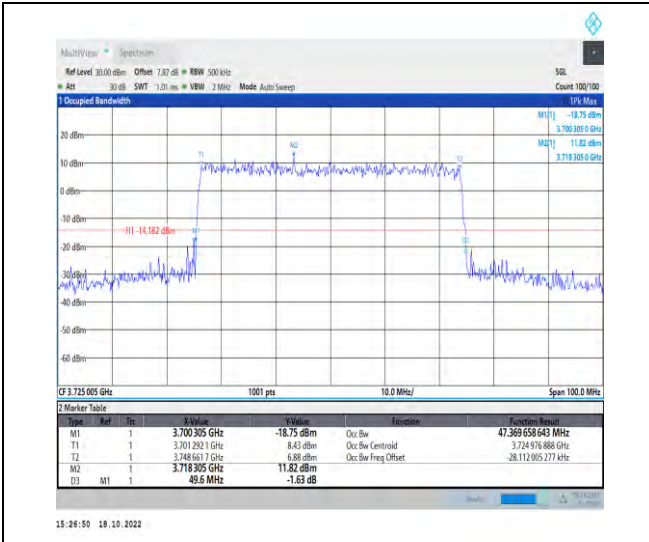 MultiView Spectrum
Ref Level 30.00 dBm Offset 7.87 dB RBW 500 kHz SGL
Att 30 dB SWT 1.01 ms VBW 2 MHz Mode Auto Sweep Count 100/100
1 Occupied Bandwidth 1Pk Max
M1[1] -18.75 dBm
3.700 305 0 GHz
M2[1] 11.82 dBm
3.718 305 0 GHz
20 dBm
M2
T1 T2
10 dBm
0 dBm
-10 dBm
H1 -14.182 dBm
M1
D3
-20 dBm
-30 dBm
-40 dBm
-50 dBm
-60 dBm
CF 3.725 005 GHz 1001 pts 10.0 MHz/ Span 100.0 MHz
2 Marker Table
Type Ref Trc X-Value Y-Value Function Function Result
M1 1 3.700 305 GHz -18.75 dBm Occ Bw 47.369 658 643 MHz
T1 1 3.701 292 1 GHz 8.43 dBm Occ Bw Centroid 3.724 976 888 GHz
T2 1 3.748 661 7 GHz 6.88 dBm Occ Bw Freq Offset -28.112 005 277 kHz
M2 1 3.718 305 GHz 11.82 dBm
D3 M1 1 49.6 MHz -1.63 dB
15:26:50 18.10.2022